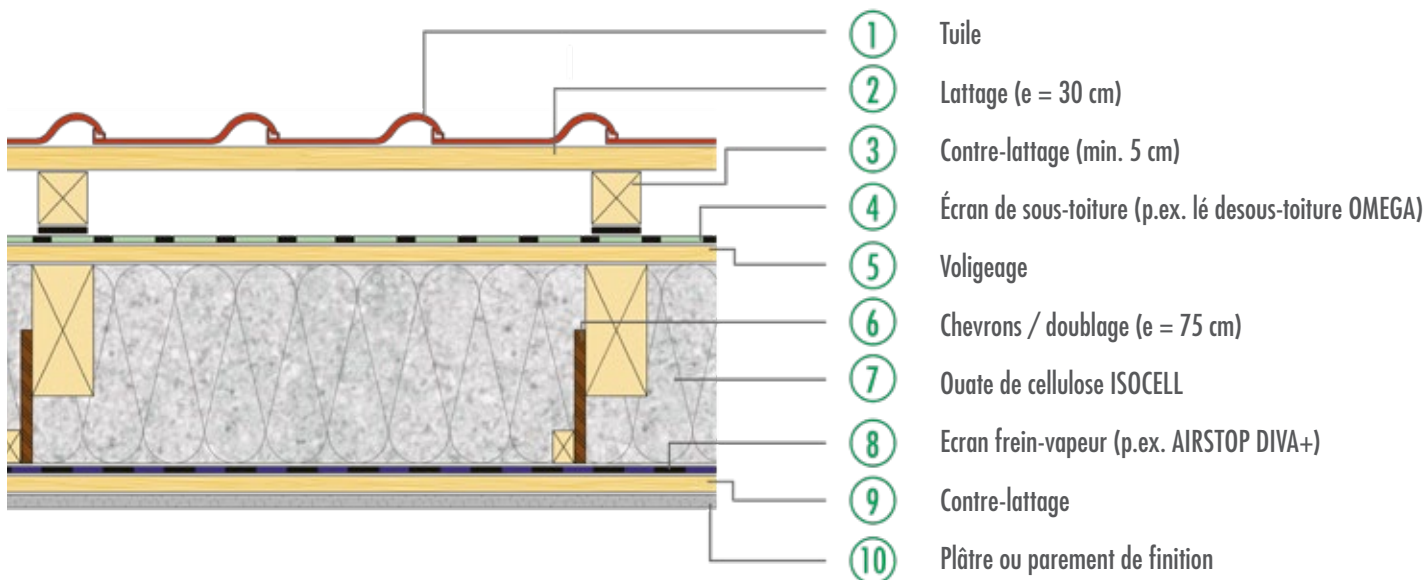 1 Tuile
2 Lattage (e = 30 cm)
3 Contre-lattage (min. 5 cm)
4 Écran de sous-toiture (p.ex. lé desous-toiture OMEGA)
5 Voligeage
6 Chevrons / doublage (e = 75 cm)
7 Ouate de cellulose ISOCELL
8 Ecran frein-vapeur (p.ex. AIRSTOP DIVA+)
9 Contre-lattage
10 Plâtre ou parement de finition